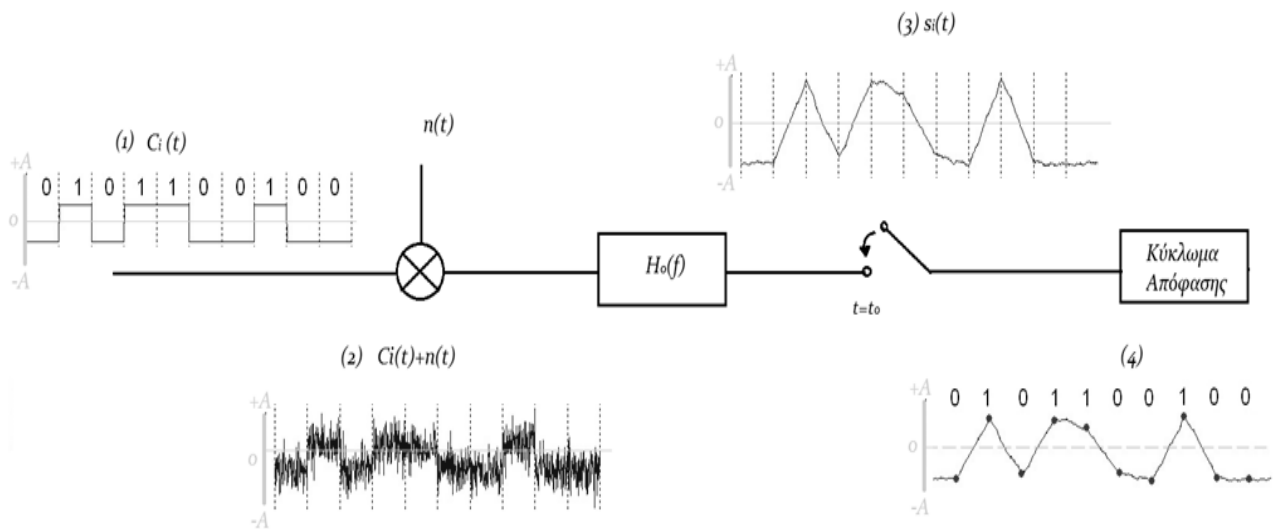 (3) sᵢ(t)
+A
0
-A
n(t)
(1) Cᵢ (t)
+A
0 1 0 1 1 0 0 1 0 0
0
-A
H₀(f)
t=t₀
Κύκλωμα
Απόφασης
(2) Ci(t)+n(t)
+A
0
-A
(4)
0 1 0 1 1 0 0 1 0 0
+A
0
-A